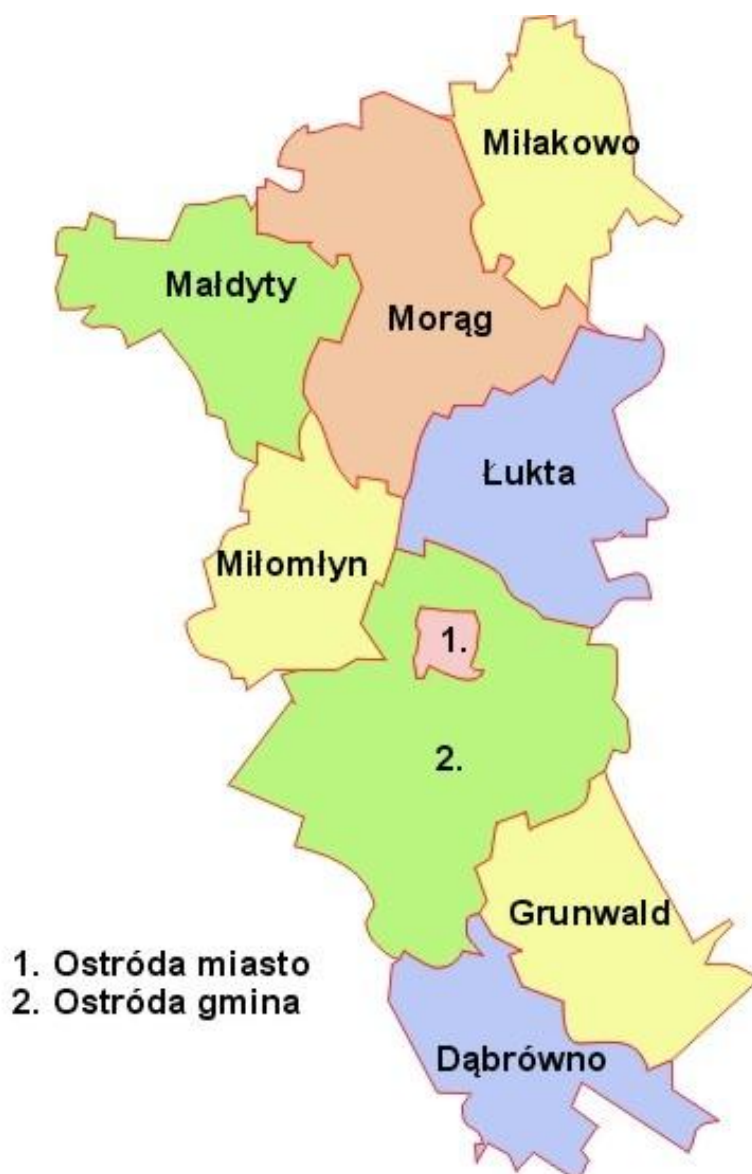 Miłakowo
Małdyty
Morąg
Łukta
Miłomłyn
1.
2.
Grunwald
1. Ostróda miasto
2. Ostróda gmina
Dąbrówno